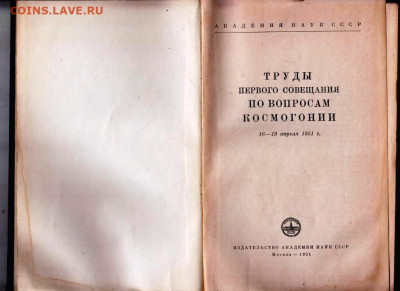 COINS.LAVE.RU
АКАДЕМИЯ НАУК СССР
ТРУДЫ
ПЕРВОГО СОВЕЩАНИЯ
ПО ВОПРОСАМ
КОСМОГОНИИ
16—19 апреля 1951 г.
ИЗДАТЕЛЬСТВО АКАДЕМИИ НАУК СССР
Москва — 1951